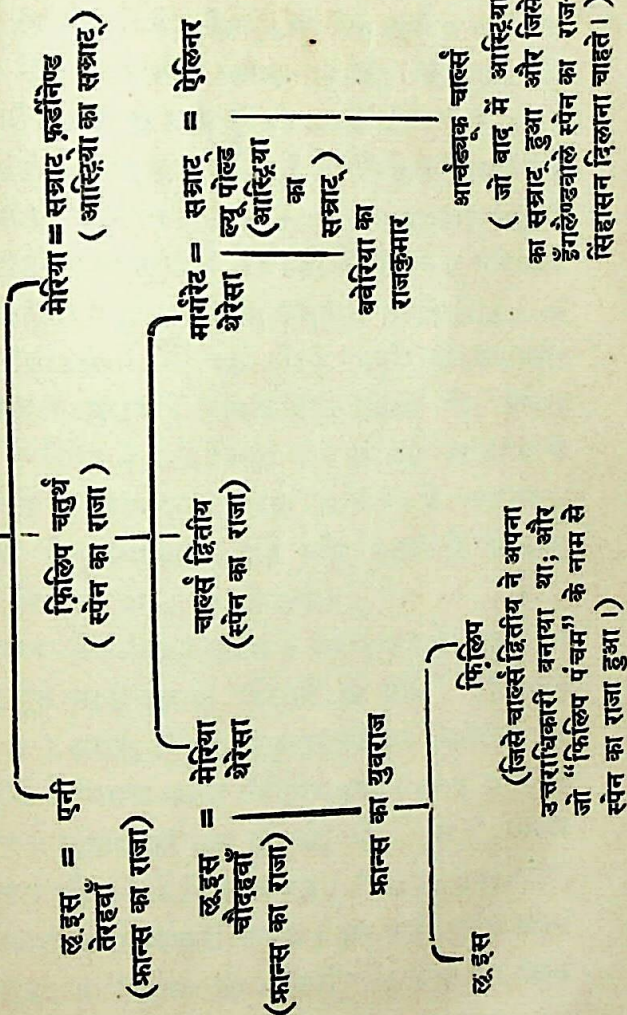 लूइस = एनी
तेरहवाँ
(फ्रान्स का राजा)
फ़िलिप चतुर्थ
( स्पेन का राजा )
मेरिया = सम्राट् फ़र्डीनेण्ड
( आस्ट्रिया का सम्राट् )
लूइस = मेरिया
चौदहवाँ थेरेसा
(फ्रान्स का राजा)
चार्ल्स द्वितीय
(स्पेन का राजा)
मार्गरेट = सम्राट् = ऐलिनर
थेरेसा ल्यू पोल्ड
(आस्ट्रिया
का
सम्राट्)
फ्रान्स का युवराज
बवेरिया का
राजकुमार
आर्चड्यूक चार्ल्स
( जो बाद में आस्ट्रिया
का सम्राट् हुआ और जिसे
इँगलैण्डवाले स्पेन का राज-
सिंहासन दिलाना चाहते। )
लूइस
फ़िलिप
(जिसे चार्ल्स द्वितीय ने अपना
उत्तराधिकारी बनाया था; और
जो “फिलिप पंचम” के नाम से
स्पेन का राजा हुआ।)